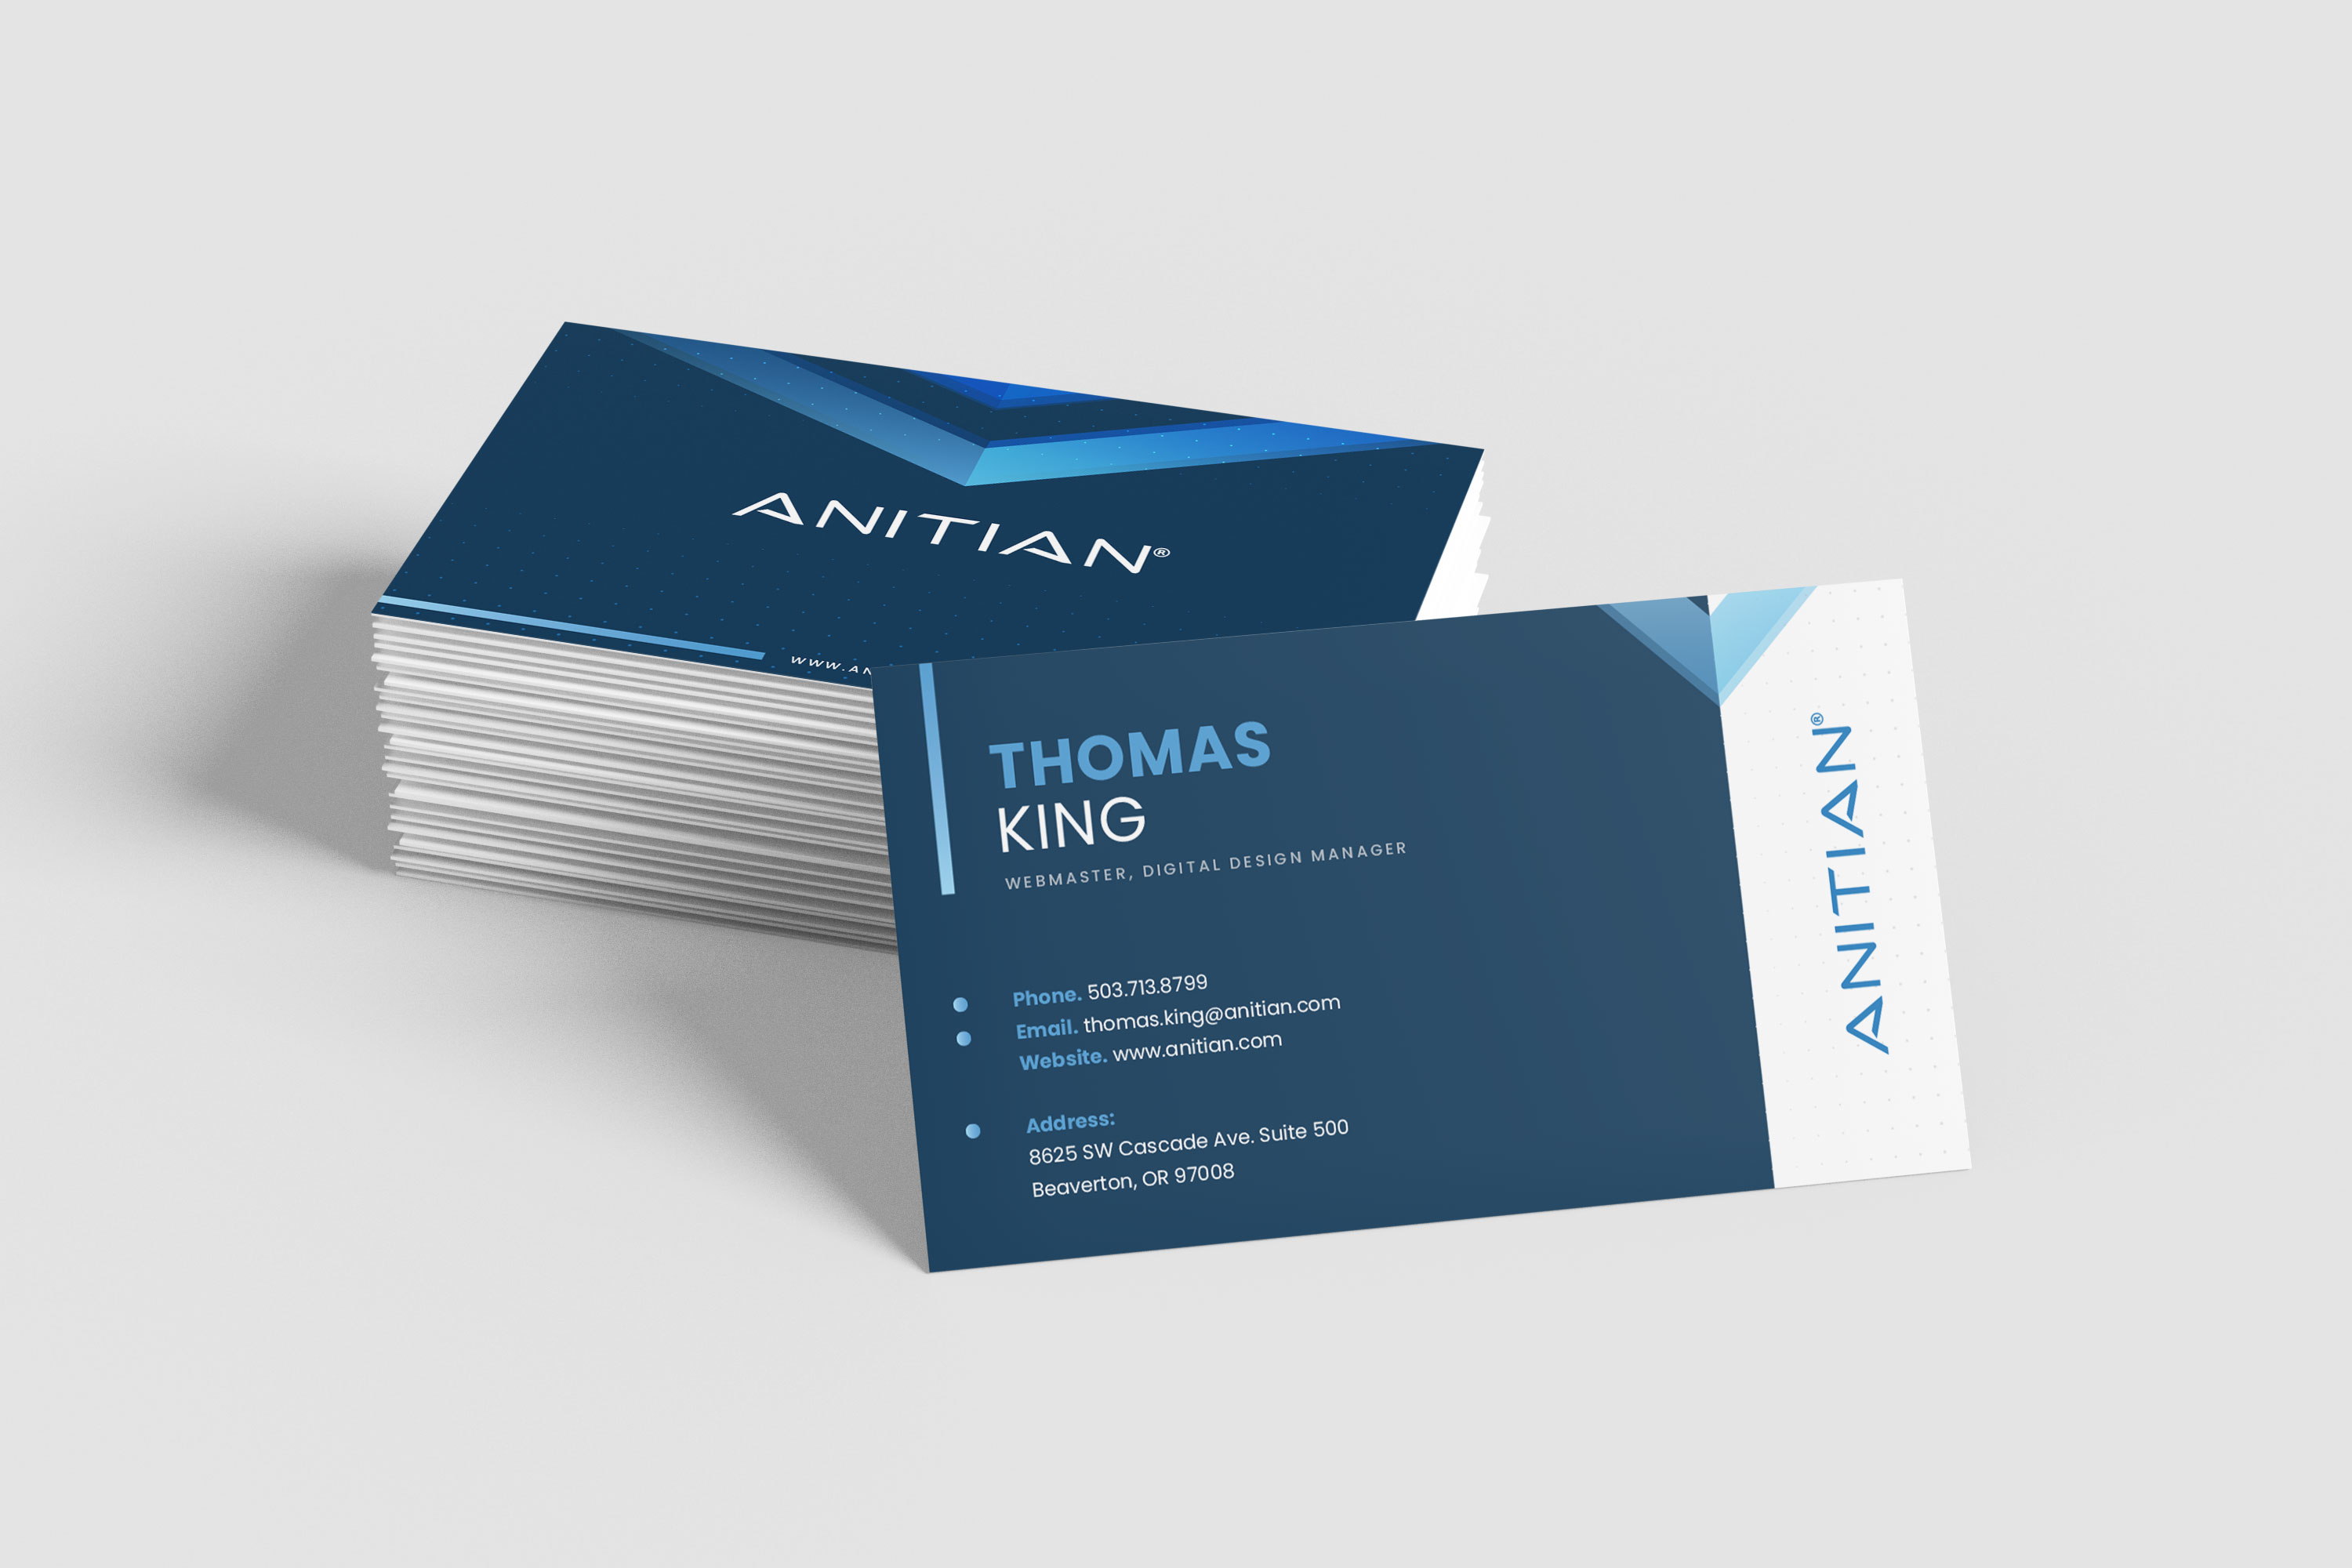 ANITIAN®
THOMAS
KING
WEBMASTER, DIGITAL DESIGN MANAGER
Phone. 503.713.8799
Email. thomas.king@anitian.com
Website. www.anitian.com
Address:
8625 SW Cascade Ave. Suite 500
Beaverton, OR 97008
ANITIAN®